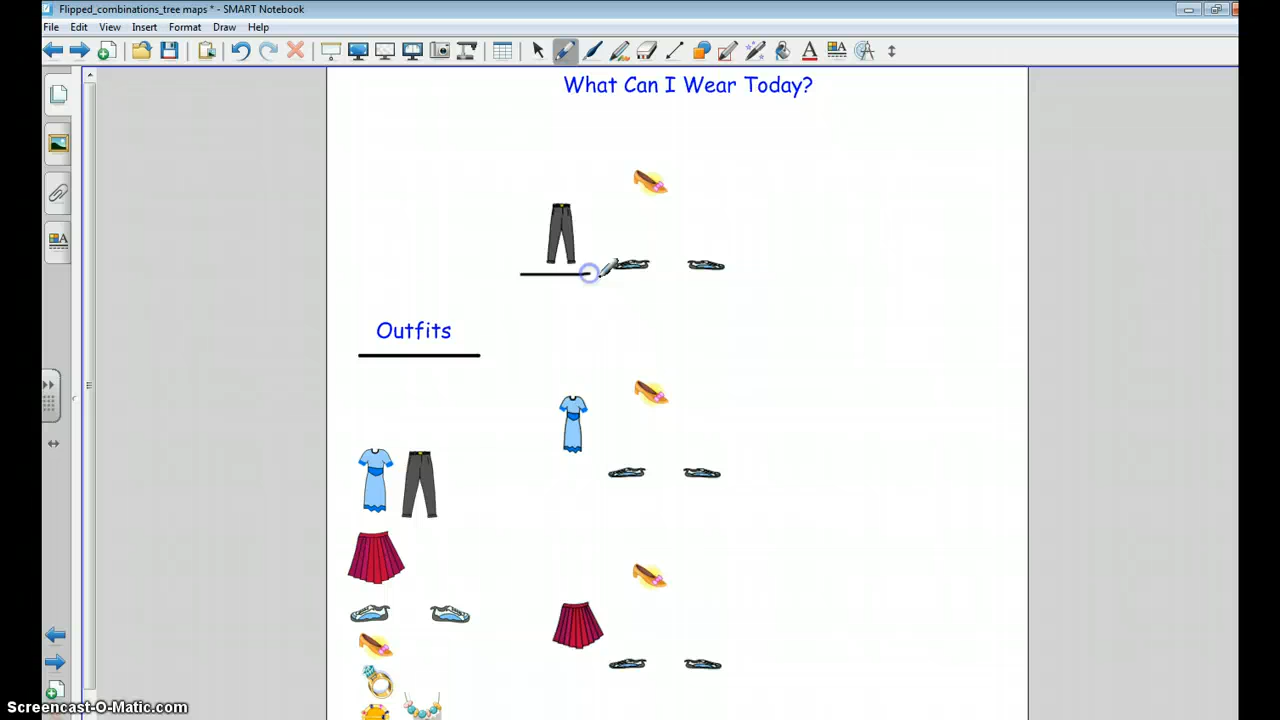 Flipped_combinations_tree maps * - SMART Notebook
File Edit View Insert Format Draw Help
What Can I Wear Today?
Outfits
Screencast-O-Matic.com